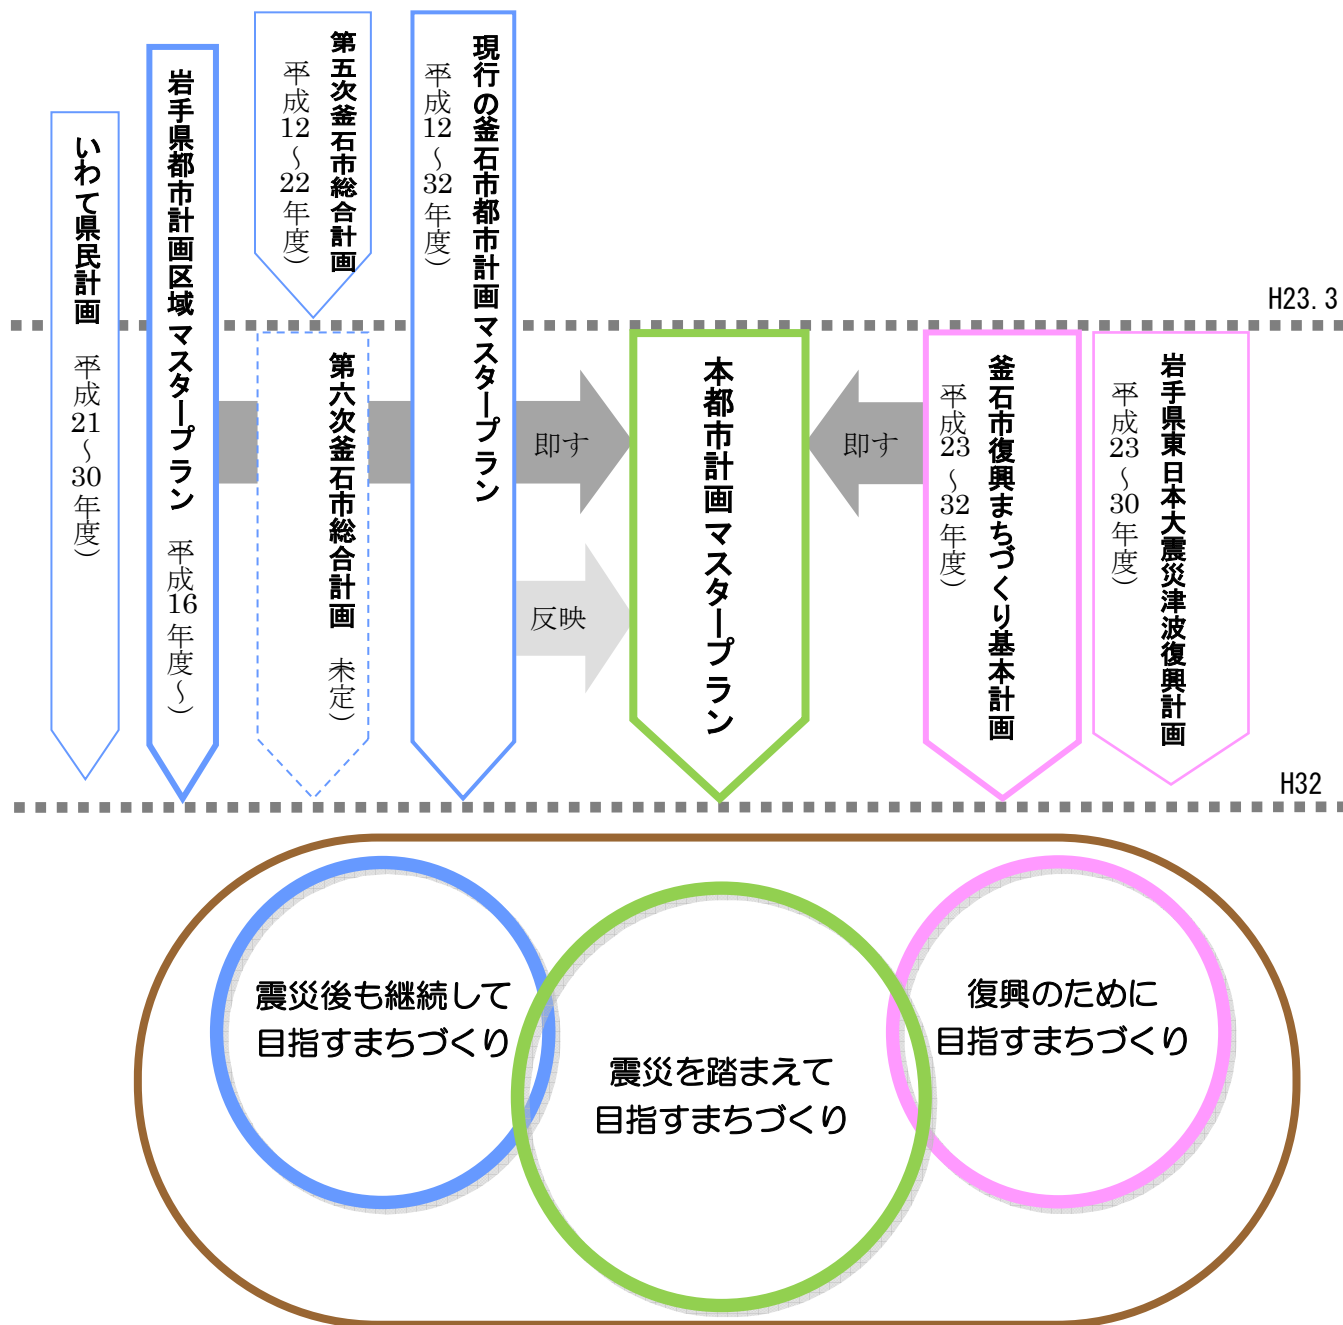 いわて県民計画 平成21～30年度）
岩手県都市計画区域マスタープラン 平成16年度～）
第五次釜石市総合計画
平成12～22年度）
現行の釜石市都市計画マスタープラン
平成12～32年度）
H23.3
第六次釜石市総合計画 未定）
即す
反映
本都市計画マスタープラン
即す
釜石市復興まちづくり基本計画
平成23～32年度）
岩手県東日本大震災津波復興計画
平成23～30年度）
H32
震災後も継続して
目指すまちづくり
震災を踏まえて
目指すまちづくり
復興のために
目指すまちづくり